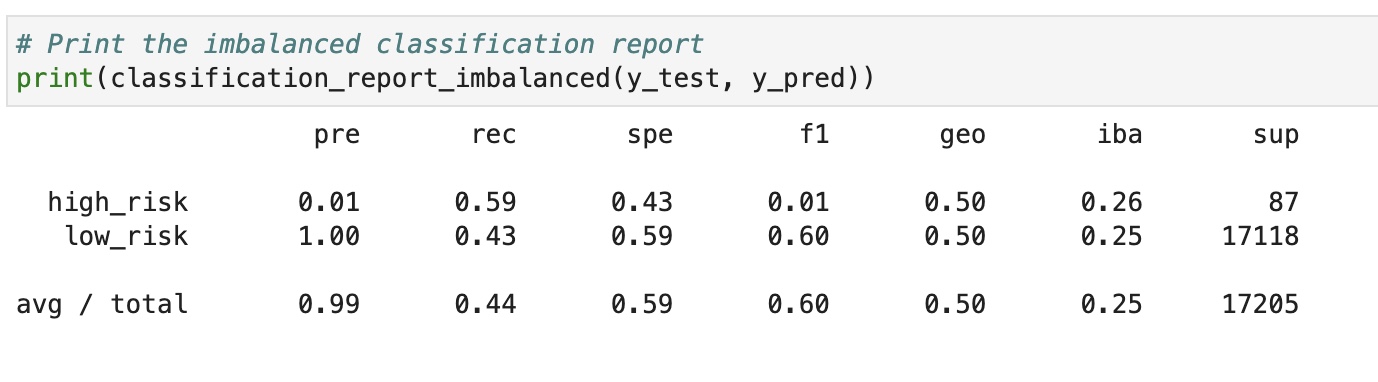 # Print the imbalanced classification report
print(classification_report_imbalanced(y_test, y_pred))
pre rec spe f1 geo iba sup
high_risk 0.01 0.59 0.43 0.01 0.50 0.26 87
low_risk 1.00 0.43 0.59 0.60 0.50 0.25 17118
avg / total 0.99 0.44 0.59 0.60 0.50 0.25 17205